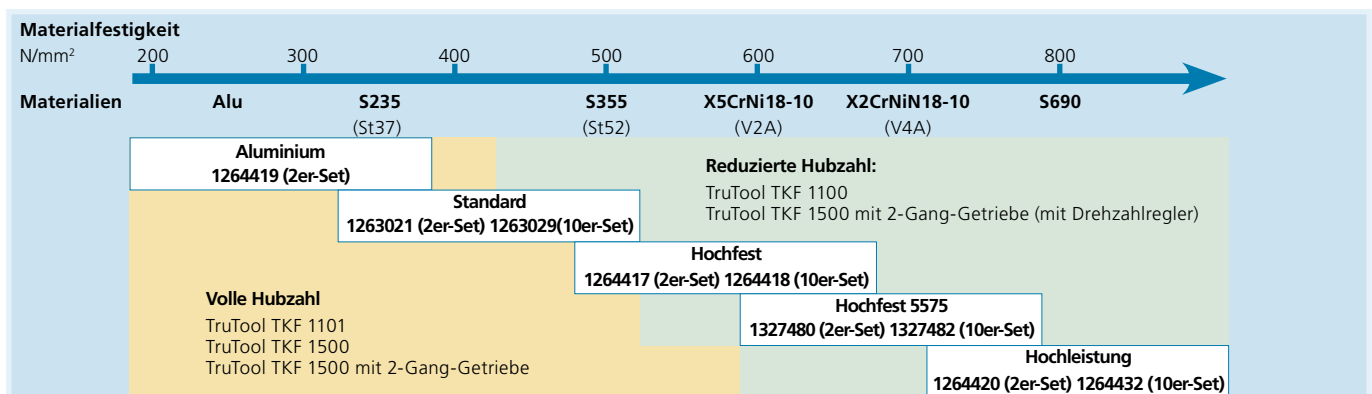 Materialfestigkeit
N/mm² 200 300 400 500 600 700 800
Materialien Alu S235 S355 X5CrNi18-10 X2CrNiN18-10 S690
(St37) (St52) (V2A) (V4A)
Aluminium
1264419 (2er-Set)
Reduzierte Hubzahl:
TruTool TKF 1100
TruTool TKF 1500 mit 2-Gang-Getriebe (mit Drehzahlregler)
Standard
1263021 (2er-Set) 1263029(10er-Set)
Hochfest
1264417 (2er-Set) 1264418 (10er-Set)
Volle Hubzahl
TruTool TKF 1101
TruTool TKF 1500
TruTool TKF 1500 mit 2-Gang-Getriebe
Hochfest 5575
1327480 (2er-Set) 1327482 (10er-Set)
Hochleistung
1264420 (2er-Set) 1264432 (10er-Set)